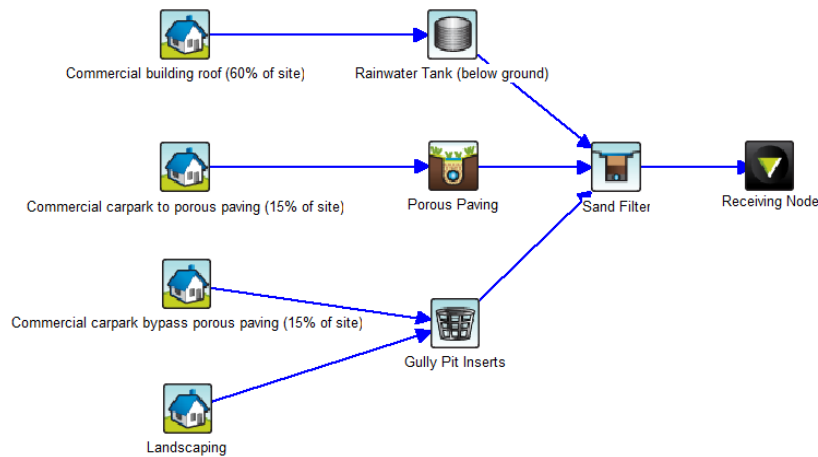 Commercial building roof (60% of site)
Rainwater Tank (below ground)
Commercial carpark to porous paving (15% of site)
Porous Paving
Sand Filter
Receiving Node
Commercial carpark bypass porous paving (15% of site)
Gully Pit Inserts
Landscaping